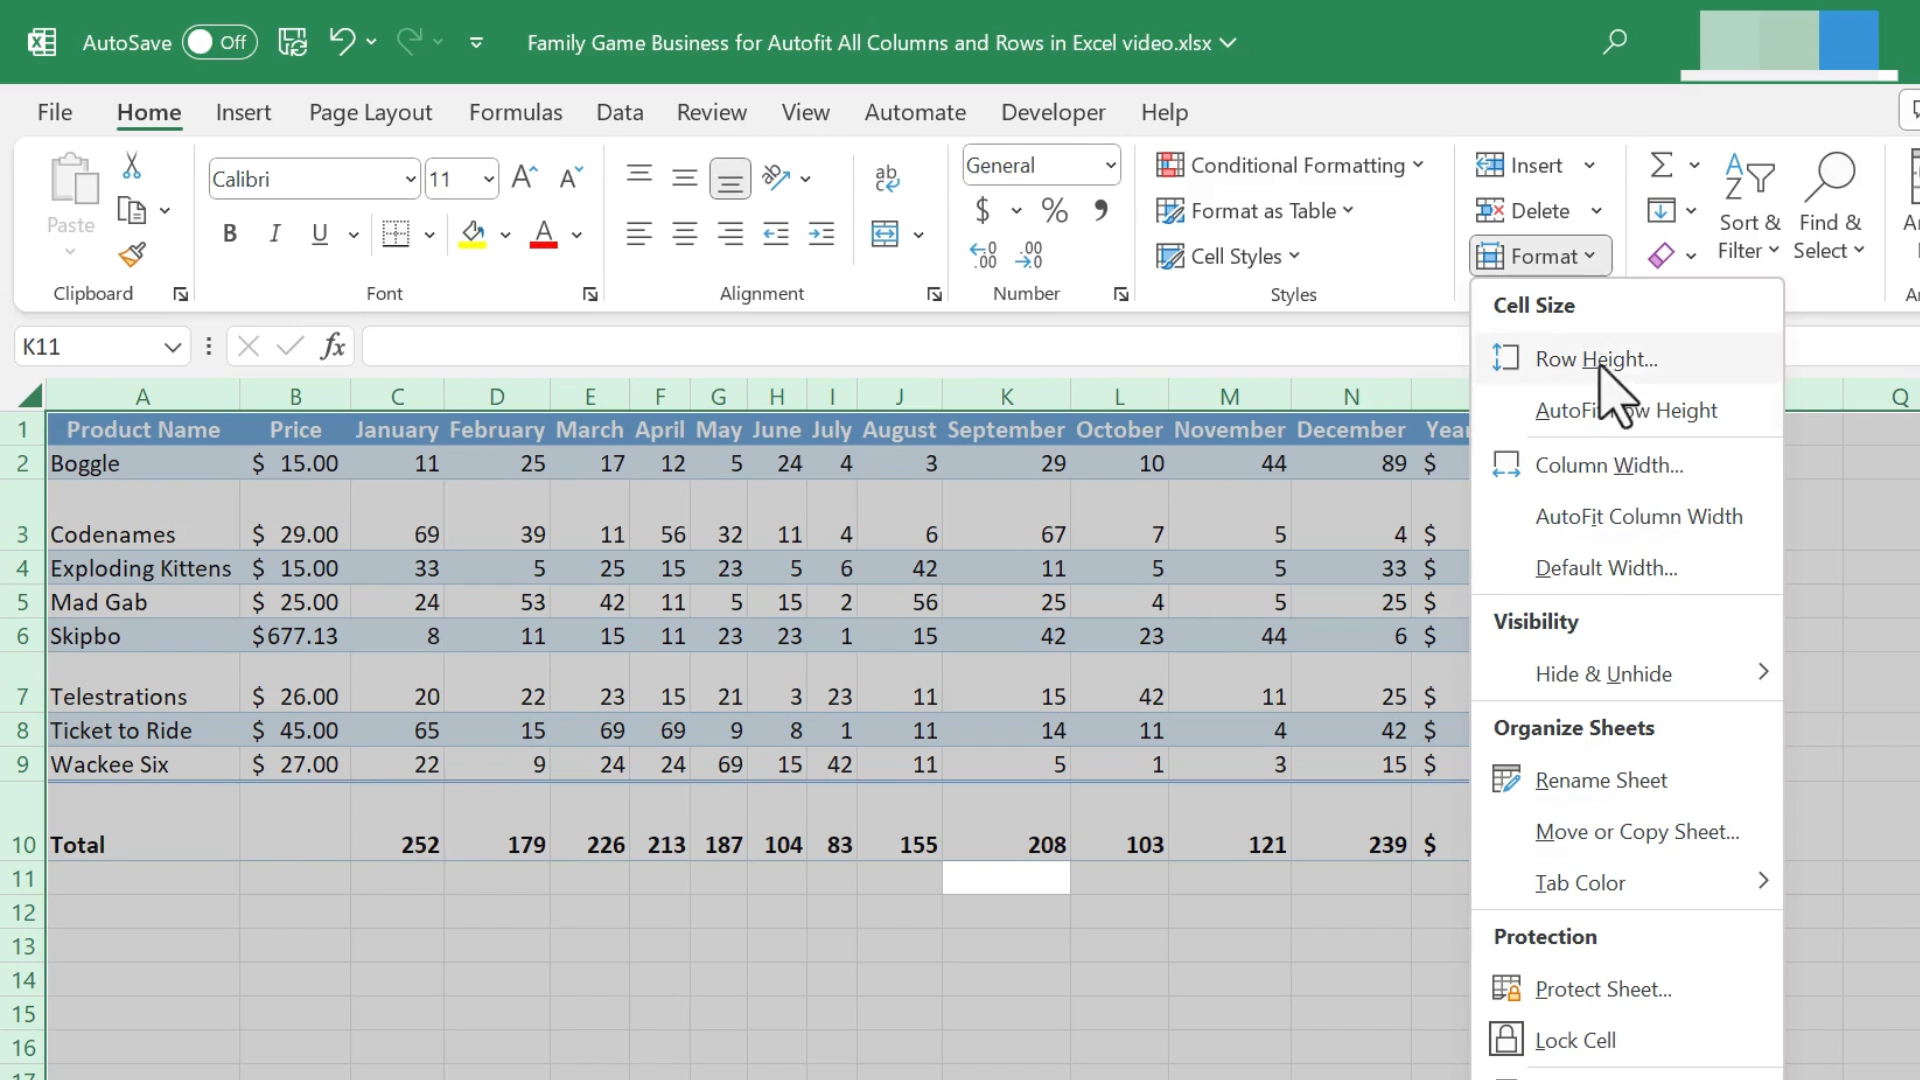 AutoSave Off Family Game Business for Autofit All Columns and Rows in Excel video.xlsx
File Home Insert Page Layout Formulas Data Review View Automate Developer Help
Paste
Calibri 11
B I U
General
$ % ,
Conditional Formatting
Format as Table
Cell Styles
Insert
Delete
Format
Sort & Filter
Find & Select
Clipboard Font Alignment Number Styles
K11 fx
Cell Size
Row Height...
AutoFit Row Height
Column Width...
AutoFit Column Width
Default Width...
Visibility
Hide & Unhide
Organize Sheets
Rename Sheet
Move or Copy Sheet...
Tab Color
Protection
Protect Sheet...
Lock Cell
A B C D E F G H I J K L M N Q
1 Product Name Price January February March April May June July August September October November December
2 Boggle $ 15.00 11 25 17 12 5 24 4 3 29 10 44 89 $
3 Codenames $ 29.00 69 39 11 56 32 11 4 6 67 7 5 4 $
4 Exploding Kittens $ 15.00 33 5 25 15 23 5 6 42 11 5 5 33 $
5 Mad Gab $ 25.00 24 53 42 11 5 15 2 56 25 4 5 25 $
6 Skipbo $677.13 8 11 15 11 23 23 1 15 42 23 44 6 $
7 Telestrations $ 26.00 20 22 23 15 21 3 23 11 15 42 11 25 $
8 Ticket to Ride $ 45.00 65 15 69 69 9 8 1 11 14 11 4 42 $
9 Wackee Six $ 27.00 22 9 24 24 69 15 42 11 5 1 3 15 $
10 Total 252 179 226 213 187 104 83 155 208 103 121 239 $
11
12
13
14
15
16
17